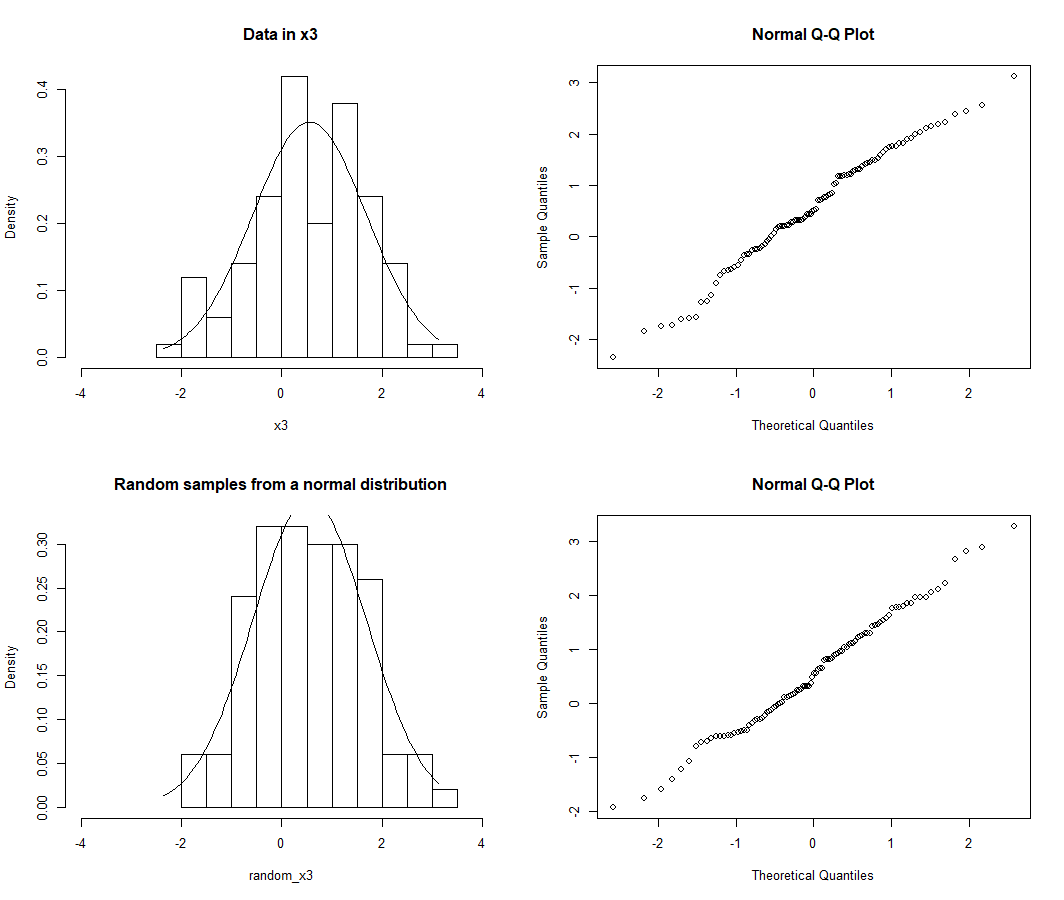 Data in x3
Density
0.0 0.1 0.2 0.3 0.4
-4 -2 0 2 4
x3
Normal Q-Q Plot
Sample Quantiles
-2 -1 0 1 2 3
-2 -1 0 1 2
Theoretical Quantiles
Random samples from a normal distribution
Density
0.00 0.05 0.10 0.15 0.20 0.25 0.30
-4 -2 0 2 4
random_x3
Normal Q-Q Plot
Sample Quantiles
-2 -1 0 1 2 3
-2 -1 0 1 2
Theoretical Quantiles